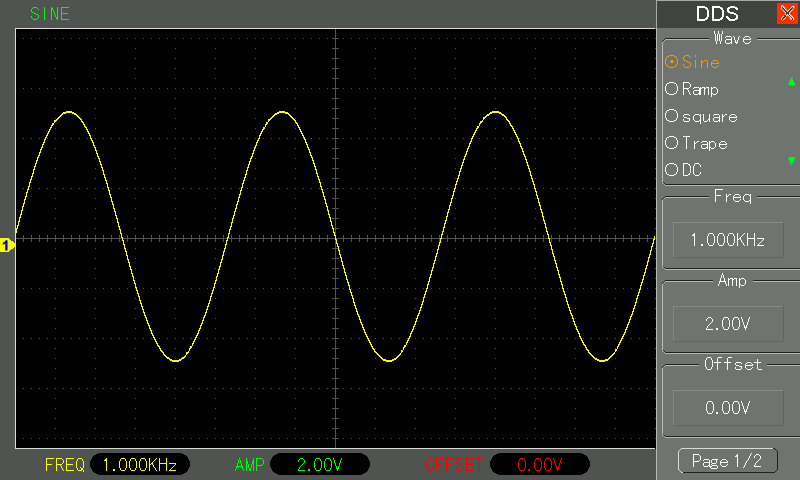 SINE
DDS
Wave
Sine
Ramp
square
Trape
DC
Freq
1.000KHz
Amp
2.00V
Offset
0.00V
Page 1/2
1
FREQ 1.000KHz AMP 2.00V OFFSET 0.00V